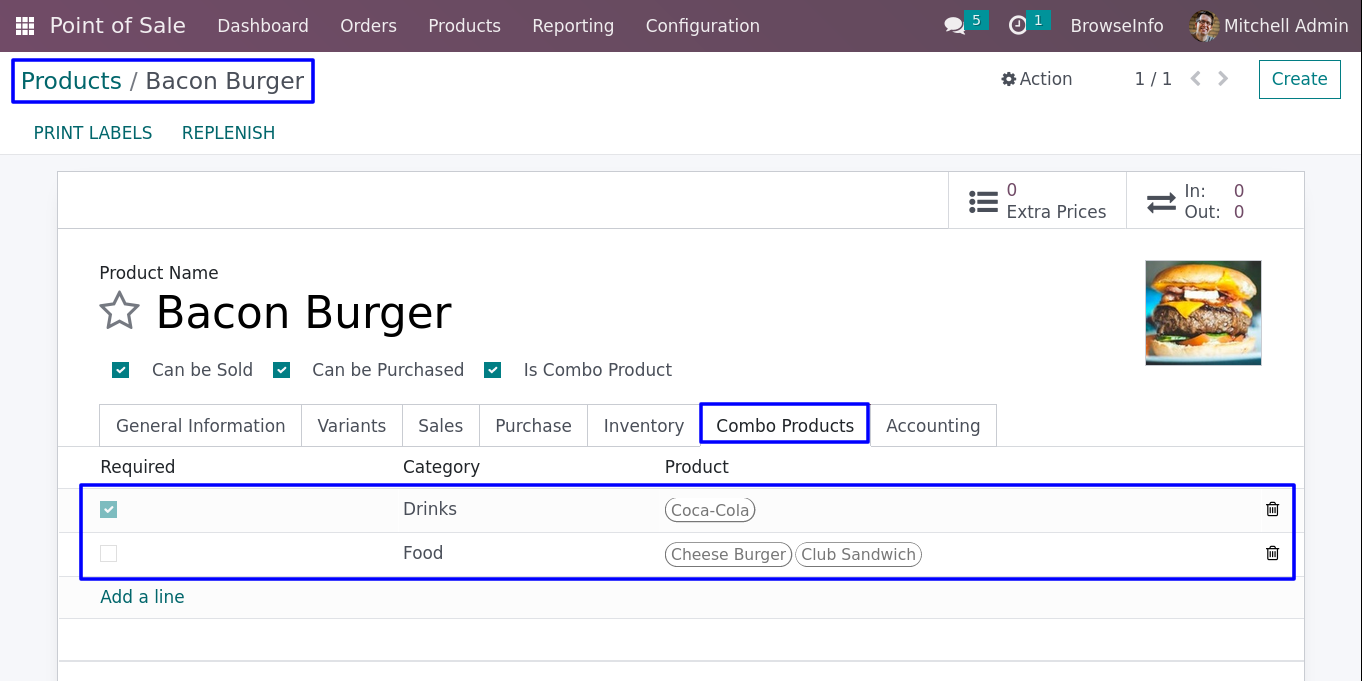 Point of Sale Dashboard Orders Products Reporting Configuration 5 1 BrowseInfo Mitchell Admin
Products / Bacon Burger Action 1 / 1 Create
PRINT LABELS REPLENISH
0
Extra Prices
In: 0
Out: 0
Product Name
Bacon Burger
Can be Sold Can be Purchased Is Combo Product
General Information Variants Sales Purchase Inventory Combo Products Accounting
Required Category Product
Drinks Coca-Cola
Food Cheese Burger Club Sandwich
Add a line